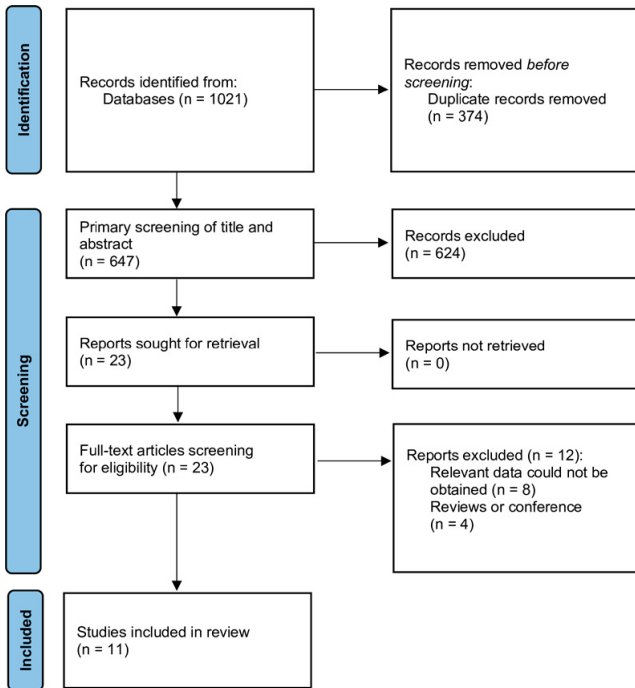 Identification
Records identified from:
Databases (n = 1021)
Records removed before
screening:
Duplicate records removed
(n = 374)
Screening
Primary screening of title and
abstract
(n = 647)
Records excluded
(n = 624)
Reports sought for retrieval
(n = 23)
Reports not retrieved
(n = 0)
Full-text articles screening
for eligibility (n = 23)
Reports excluded (n = 12):
Relevant data could not be
obtained (n = 8)
Reviews or conference
(n = 4)
Included
Studies included in review
(n = 11)